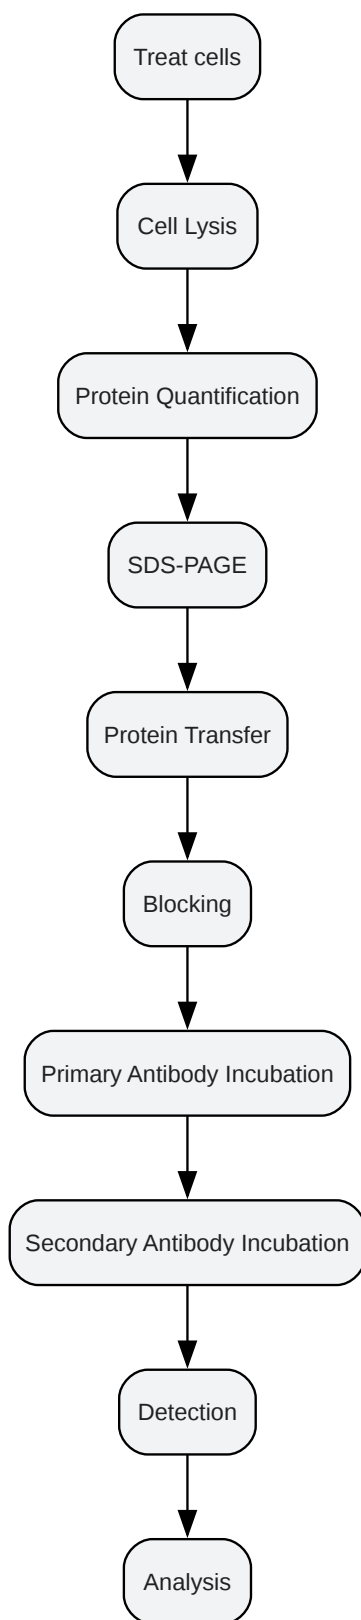 Treat cells
Cell Lysis
Protein Quantification
SDS-PAGE
Protein Transfer
Blocking
Primary Antibody Incubation
Secondary Antibody Incubation
Detection
Analysis